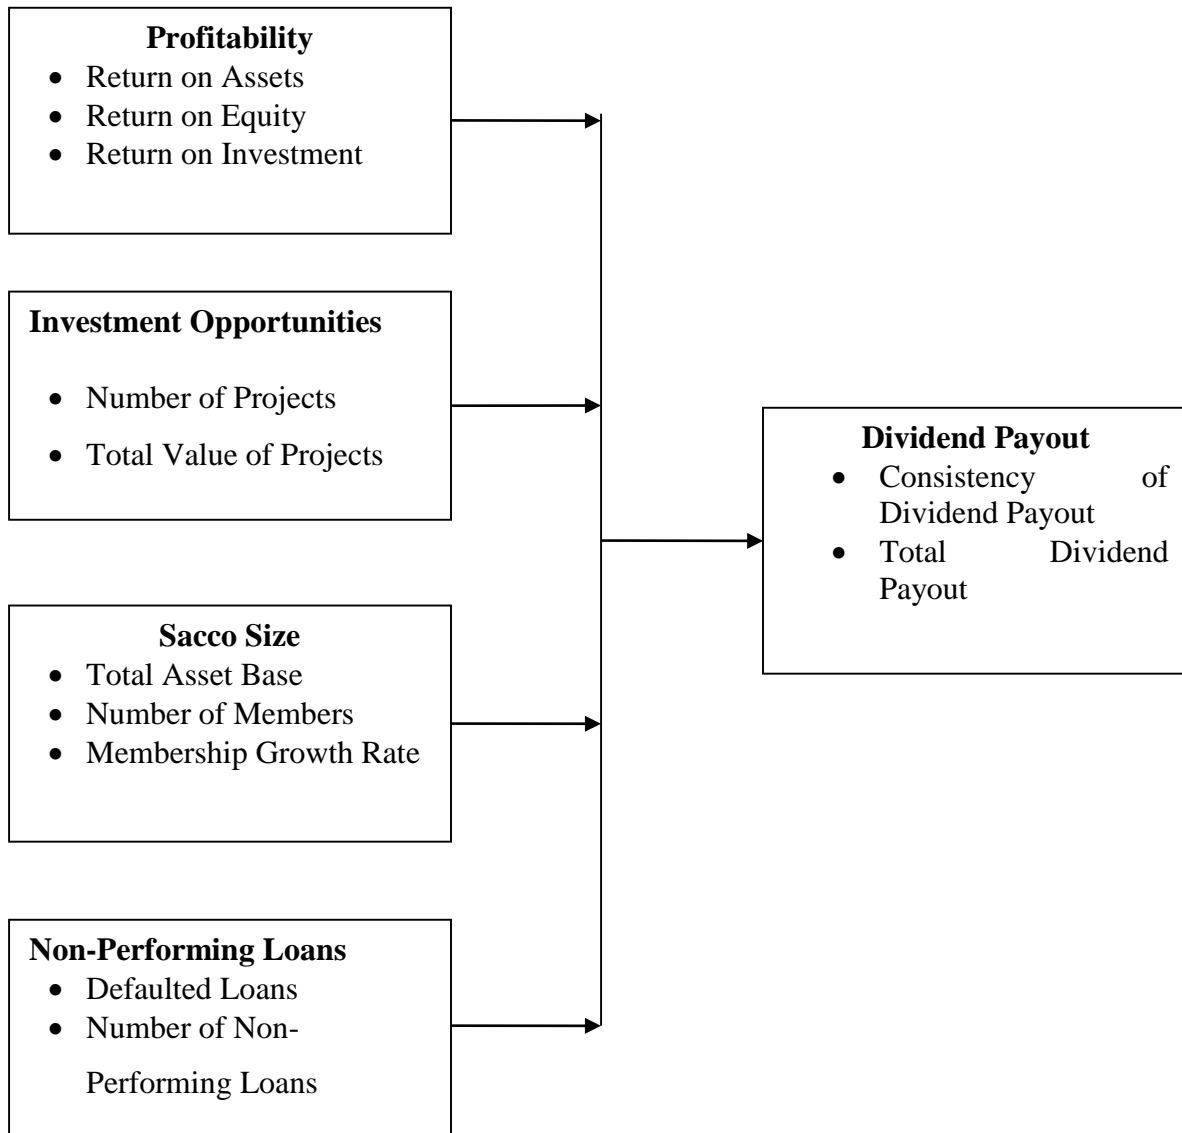 Profitability
• Return on Assets
• Return on Equity
• Return on Investment
Investment Opportunities
• Number of Projects
• Total Value of Projects
Dividend Payout
• Consistency of
Dividend Payout
• Total Dividend
Payout
Sacco Size
• Total Asset Base
• Number of Members
• Membership Growth Rate
Non-Performing Loans
• Defaulted Loans
• Number of Non-
Performing Loans